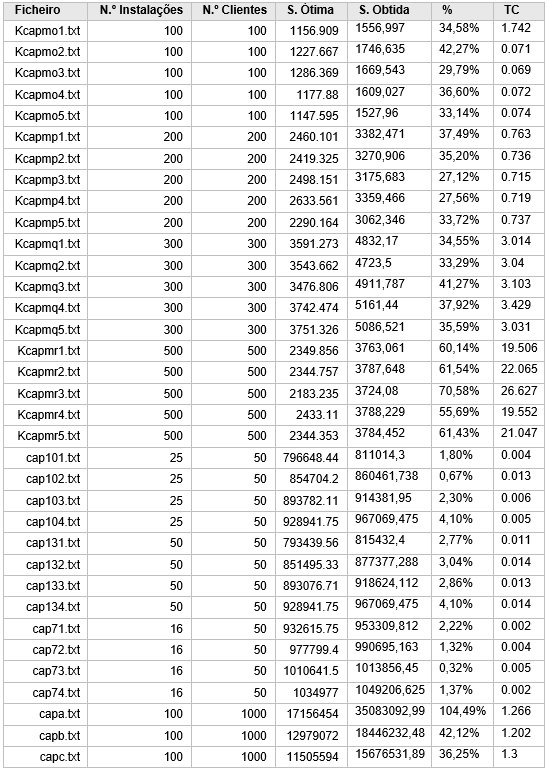 Ficheiro N.º Instalações N.º Clientes S. Ótima S. Obtida % TC
Kcapmo1.txt 100 100 1156.909 1556,997 34,58% 1.742
Kcapmo2.txt 100 100 1227.667 1746,635 42,27% 0.071
Kcapmo3.txt 100 100 1286.369 1669,543 29,79% 0.069
Kcapmo4.txt 100 100 1177.88 1609,027 36,60% 0.072
Kcapmo5.txt 100 100 1147.595 1527,96 33,14% 0.074
Kcapmp1.txt 200 200 2460.101 3382,471 37,49% 0.763
Kcapmp2.txt 200 200 2419.325 3270,906 35,20% 0.736
Kcapmp3.txt 200 200 2498.151 3175,683 27,12% 0.715
Kcapmp4.txt 200 200 2633.561 3359,466 27,56% 0.719
Kcapmp5.txt 200 200 2290.164 3062,346 33,72% 0.737
Kcapmq1.txt 300 300 3591.273 4832,17 34,55% 3.014
Kcapmq2.txt 300 300 3543.662 4723,5 33,29% 3.04
Kcapmq3.txt 300 300 3476.806 4911,787 41,27% 3.103
Kcapmq4.txt 300 300 3742.474 5161,44 37,92% 3.429
Kcapmq5.txt 300 300 3751.326 5086,521 35,59% 3.031
Kcapmr1.txt 500 500 2349.856 3763,061 60,14% 19.506
Kcapmr2.txt 500 500 2344.757 3787,648 61,54% 22.065
Kcapmr3.txt 500 500 2183.235 3724,08 70,58% 26.627
Kcapmr4.txt 500 500 2433.11 3788,229 55,69% 19.552
Kcapmr5.txt 500 500 2344.353 3784,452 61,43% 21.047
cap101.txt 25 50 796648.44 811014,3 1,80% 0.004
cap102.txt 25 50 854704.2 860461,738 0,67% 0.013
cap103.txt 25 50 893782.11 914381,95 2,30% 0.006
cap104.txt 25 50 928941.75 967069,475 4,10% 0.005
cap131.txt 50 50 793439.56 815432,4 2,77% 0.011
cap132.txt 50 50 851495.33 877377,288 3,04% 0.014
cap133.txt 50 50 893076.71 918624,112 2,86% 0.013
cap134.txt 50 50 928941.75 967069,475 4,10% 0.014
cap71.txt 16 50 932615.75 953309,812 2,22% 0.002
cap72.txt 16 50 977799.4 990695,163 1,32% 0.004
cap73.txt 16 50 1010641.5 1013856,45 0,32% 0.005
cap74.txt 16 50 1034977 1049206,625 1,37% 0.002
capa.txt 100 1000 17156454 35083092,99 104,49% 1.266
capb.txt 100 1000 12979072 18446232,48 42,12% 1.202
capc.txt 100 1000 11505594 15676531,89 36,25% 1.3